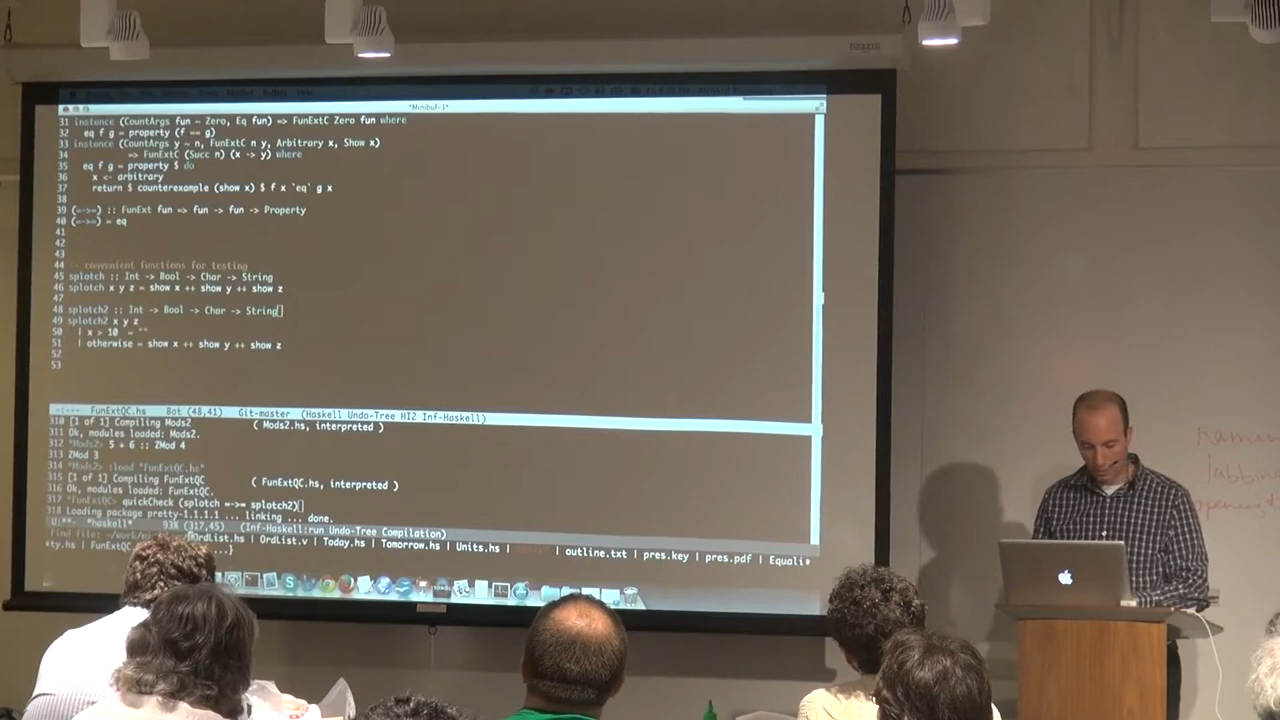 *Minibuf-1*
31 instance (CountArgs fun ~ Zero, Eq fun) => FunExtC Zero fun where
32 eq f g = property (f == g)
33 instance (CountArgs y ~ n, FunExtC n y, Arbitrary x, Show x)
34 => FunExtC (Succ n) (x -> y) where
35 eq f g = property $ do
36 x <- arbitrary
37 return $ counterexample (show x) $ f x `eq` g x
38
39 (=->=) :: FunExt fun => fun -> fun -> Property
40 (=->=) = eq
41
42
43
44 -- convenient functions for testing
45 splotch :: Int -> Bool -> Char -> String
46 splotch x y z = show x ++ show y ++ show z
47
48 splotch2 :: Int -> Bool -> Char -> String
49 splotch2 x y z
50 | x > 10 = ""
51 | otherwise = show x ++ show y ++ show z
52
53
-:--- FunExtQC.hs Bot (48,41) Git-master (Haskell Undo-Tree HI2 Inf-Haskell)
310 [1 of 1] Compiling Mods2 ( Mods2.hs, interpreted )
311 Ok, modules loaded: Mods2.
312 *Mods2> 5 + 6 :: ZMod 4
313 ZMod 3
314 *Mods2> :load "FunExtQC.hs"
315 [1 of 1] Compiling FunExtQC ( FunExtQC.hs, interpreted )
316 Ok, modules loaded: FunExtQC.
317 *FunExtQC> quickCheck (splotch =->= splotch2)
318 Loading package pretty-1.1.1.1 ... linking ... done.
U:**- *haskell* 93% (317,45) (Inf-Haskell:run Undo-Tree Compilation)
Find file: OrdList.hs | OrdList.v | Today.hs | Tomorrow.hs | Units.hs | outline.txt | pres.key | pres.pdf | Equali
ty.hs | FunExtQC ...}